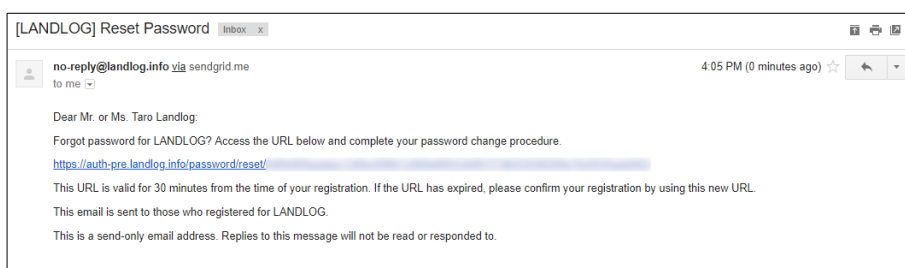 [LANDLOG] Reset Password Inbox x
no-reply@landlog.info via sendgrid.me 4:05 PM (0 minutes ago)
to me
Dear Mr. or Ms. Taro Landlog:
Forgot password for LANDLOG? Access the URL below and complete your password change procedure.
https://auth-pre.landlog.info/password/reset/
This URL is valid for 30 minutes from the time of your registration. If the URL has expired, please confirm your registration by using this new URL.
This email is sent to those who registered for LANDLOG.
This is a send-only email address. Replies to this message will not be read or responded to.